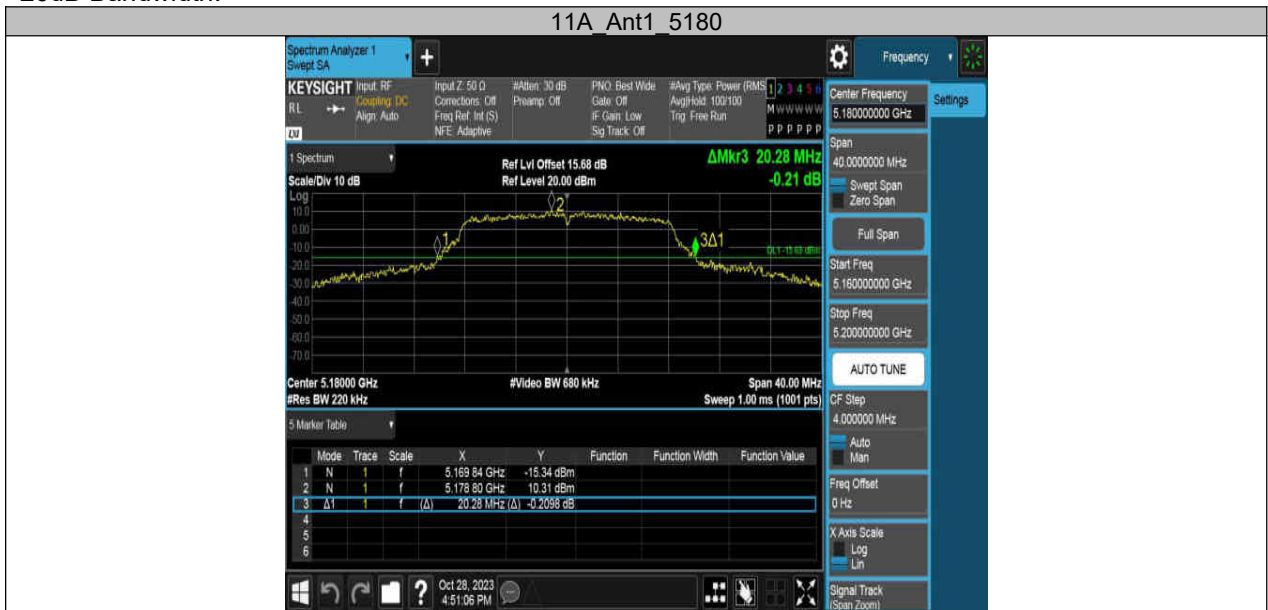 11A_Ant1_5180
Spectrum Analyzer 1
Swept SA
+
Frequency
KEYSIGHT
RL
Input: RF
Coupling: DC
Align: Auto
Input Z: 50 Ω
Corrections: Off
Freq Ref: Int (S)
NFE: Adaptive
#Atten: 30 dB
Preamp: Off
PNO: Best Wide
Gate: Off
IF Gain: Low
Sig Track: Off
#Avg Type: Power (RMS
Avg|Hold: 100/100
Trig: Free Run
1 2 3 4 5 6
M W W W W W
P P P P P P
1 Spectrum
Scale/Div 10 dB
Ref Lvl Offset 15.68 dB
Ref Level 20.00 dBm
ΔMkr3 20.28 MHz
-0.21 dB
Log
10.0
0.00
-10.0
-20.0
-30.0
-40.0
-50.0
-60.0
-70.0
1
2
3Δ1
Center 5.18000 GHz
#Res BW 220 kHz
#Video BW 680 kHz
Span 40.00 MHz
Sweep 1.00 ms (1001 pts)
5 Marker Table
Mode Trace Scale X Y Function Function Width Function Value
1 N 1 f 5.169 84 GHz -15.34 dBm
2 N 1 f 5.178 80 GHz 10.31 dBm
3 Δ1 1 f (Δ) 20.28 MHz (Δ) -0.2098 dB
4
5
6
?
Oct 28, 2023
4:51:06 PM
Center Frequency
5.180000000 GHz
Settings
Span
40.0000000 MHz
Swept Span
Zero Span
Full Span
Start Freq
5.160000000 GHz
Stop Freq
5.200000000 GHz
AUTO TUNE
CF Step
4.000000 MHz
Auto
Man
Freq Offset
0 Hz
X Axis Scale
Log
Lin
Signal Track
(Span Zoom)